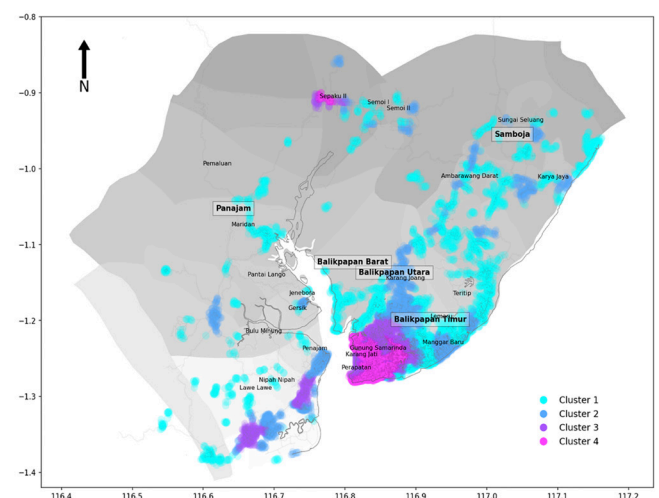 −0.8
N
−0.9
Sepaku II
Semoi I
Semoi II
Sungai Seluang
Samboja
−1.0
Pemaluan
Ambarawang Darat
Karya Jaya
Panajam
Maridan
−1.1
Balikpapan Barat
Balikpapan Utara
Pantai Lango
Karang Joang
Jenebora
Teritip
Gersik
−1.2
Balikpapan Timur
Manggar Baru
Penajam
Gunung Samarinda
Karang Jati
Perapatan
Nipah Nipah
Lawe Lawe
−1.3
Cluster 1
Cluster 2
Cluster 3
Cluster 4
−1.4
116.4 116.5 116.6 116.7 116.8 116.9 117.0 117.1 117.2